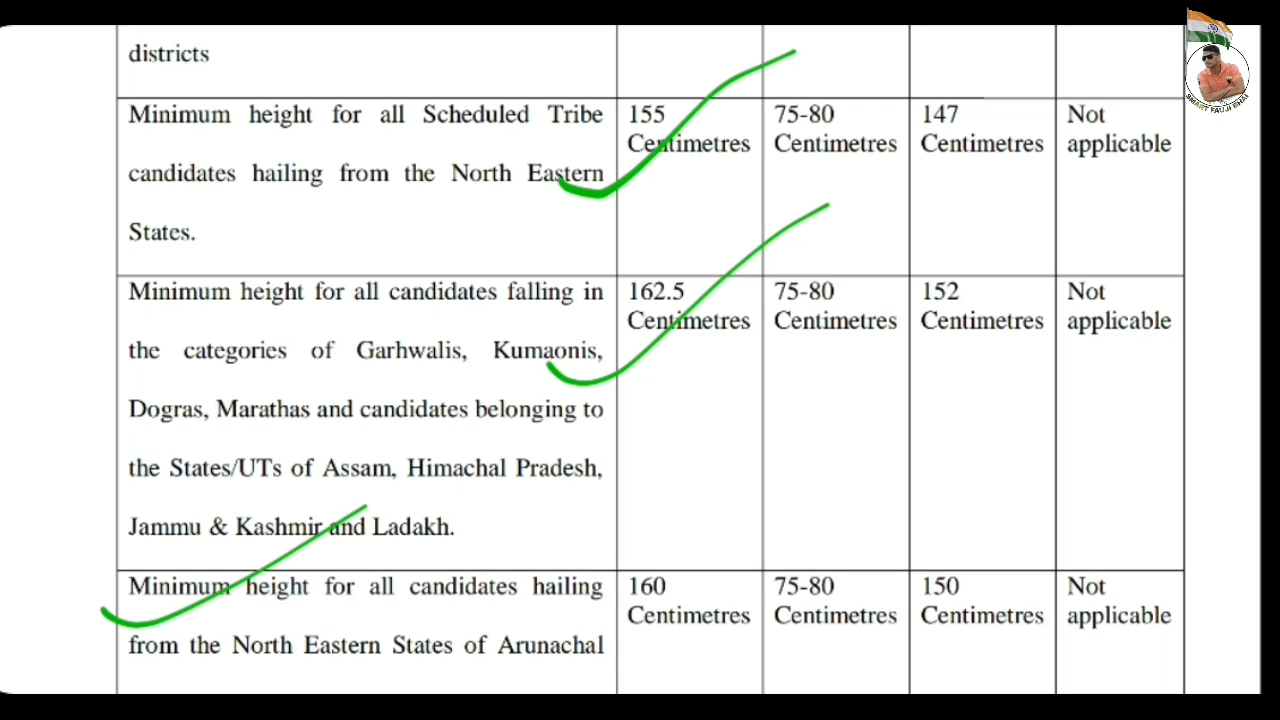 districts
Minimum height for all Scheduled Tribe candidates hailing from the North Eastern States.
155 Centimetres
75-80 Centimetres
147 Centimetres
Not applicable
Minimum height for all candidates falling in the categories of Garhwalis, Kumaonis, Dogras, Marathas and candidates belonging to the States/UTs of Assam, Himachal Pradesh, Jammu & Kashmir and Ladakh.
162.5 Centimetres
75-80 Centimetres
152 Centimetres
Not applicable
Minimum height for all candidates hailing from the North Eastern States of Arunachal
160 Centimetres
75-80 Centimetres
150 Centimetres
Not applicable
SMART FAUJI BHAI